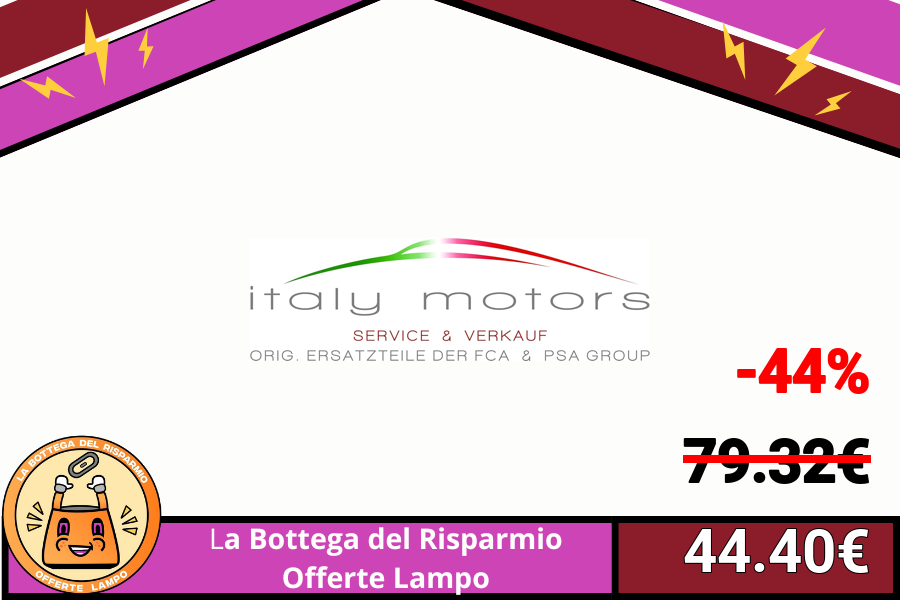 italy motors
SERVICE & VERKAUF
ORIG. ERSATZTEILE DER FCA & PSA GROUP
-44%
79.32€
LA BOTTEGA DEL RISPARMIO
OFFERTE LAMPO
La Bottega del Risparmio
Offerte Lampo
44.40€